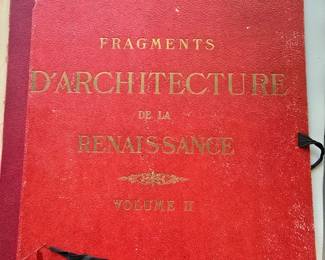 FRAGMENTS
D'ARCHITECTURE
DE LA
RENAISSANCE
VOLUME II